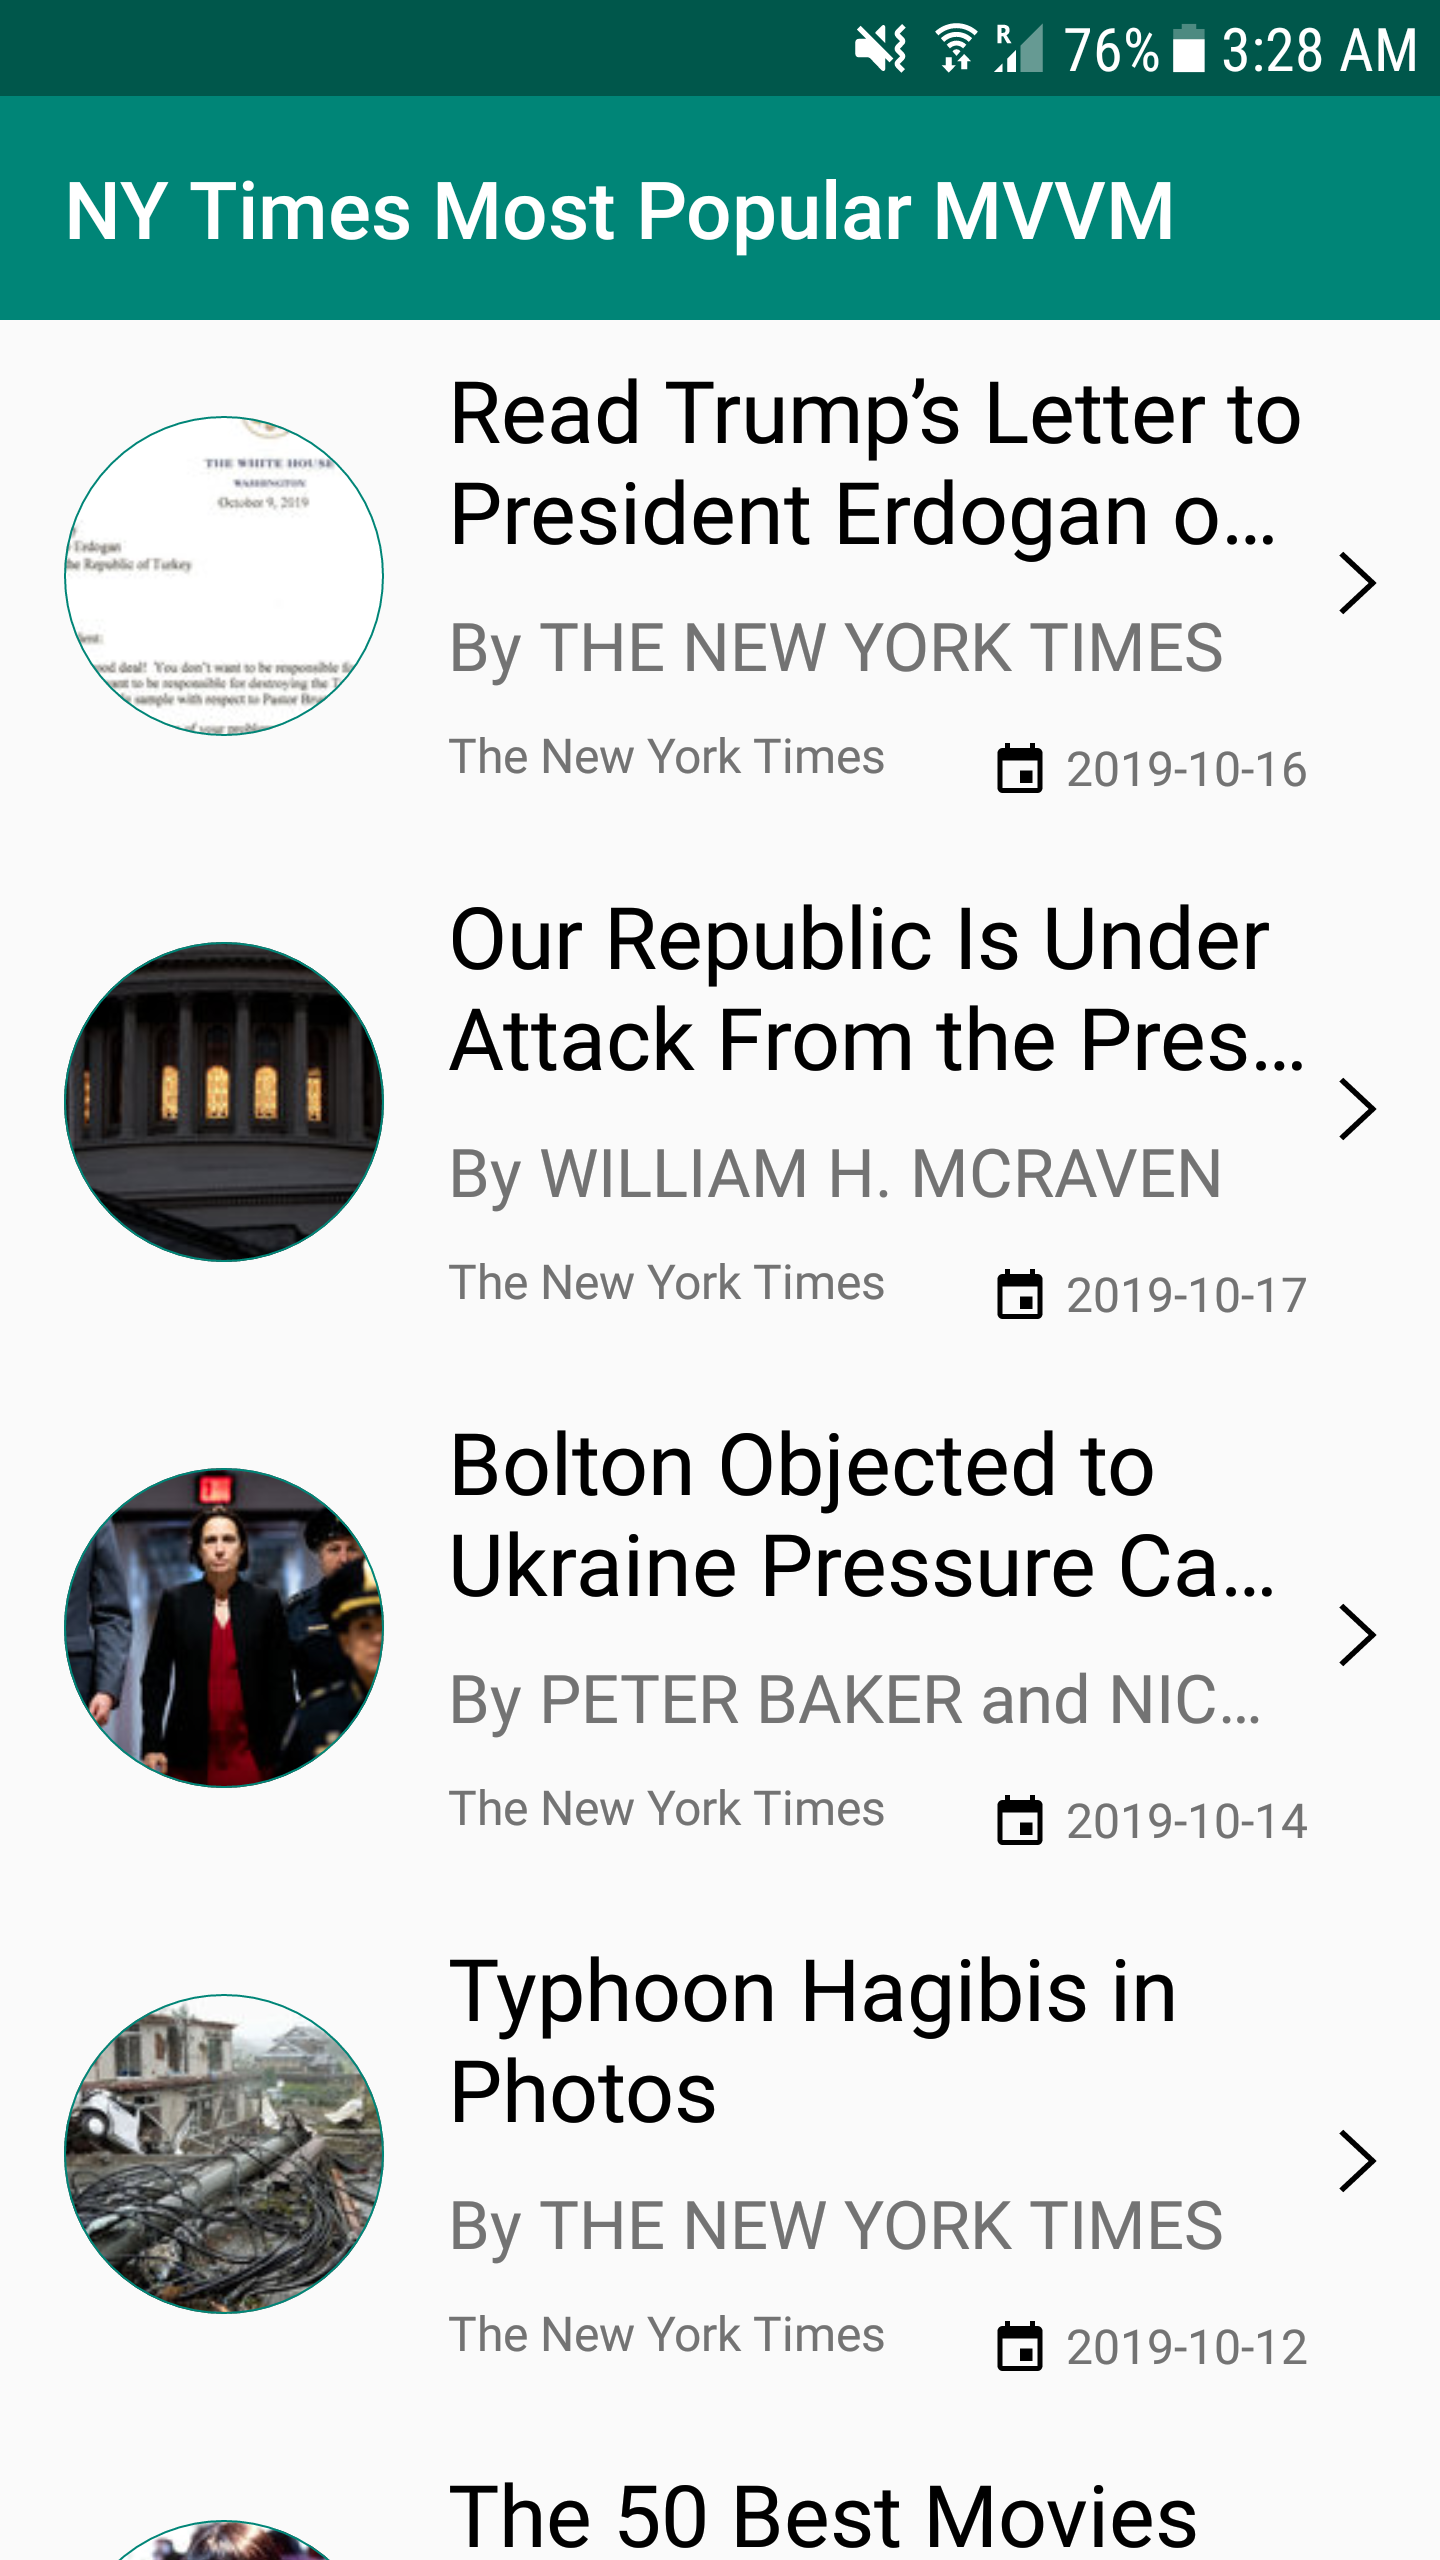 R 76% 3:28 AM
NY Times Most Popular MVVM
Read Trump’s Letter to
President Erdogan o...
By THE NEW YORK TIMES
The New York Times 2019-10-16
THE WHITE HOUSE
WASHINGTON
October 9, 2019
Erdogan
the Republic of Turkey
good deal! You don't want to be responsible
want to be responsible for destroying the
sample with respect to Pastor
of your
Our Republic Is Under
Attack From the Pres...
By WILLIAM H. MCRAVEN
The New York Times 2019-10-17
Bolton Objected to
Ukraine Pressure Ca...
By PETER BAKER and NIC...
The New York Times 2019-10-14
Typhoon Hagibis in
Photos
By THE NEW YORK TIMES
The New York Times 2019-10-12
The 50 Best Movies